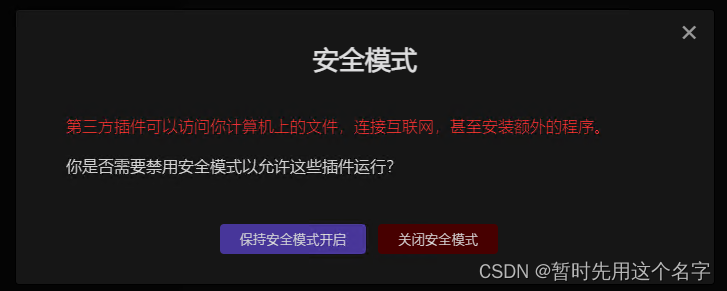 安全模式
第三方插件可以访问你计算机上的文件，连接互联网，甚至安装额外的程序。
你是否需要禁用安全模式以允许这些插件运行？
保持安全模式开启
关闭安全模式
CSDN @暂时先用这个名字